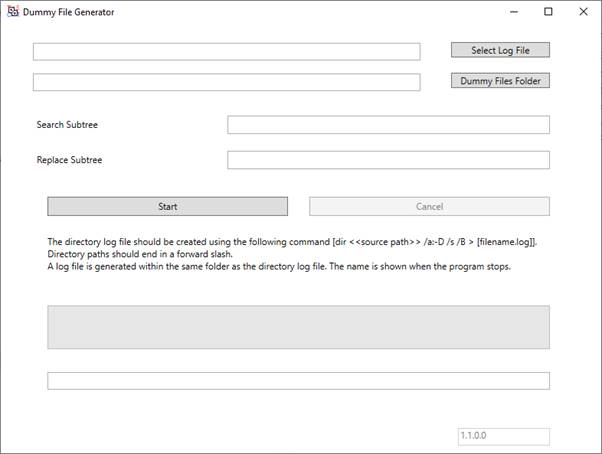 Dummy File Generator
Select Log File
Dummy Files Folder
Search Subtree
Replace Subtree
Start Cancel
The directory log file should be created using the following command [dir <<source path>> /a:-D /s /B > [filename.log]].
Directory paths should end in a forward slash.
A log file is generated within the same folder as the directory log file. The name is shown when the program stops.
1.1.0.0